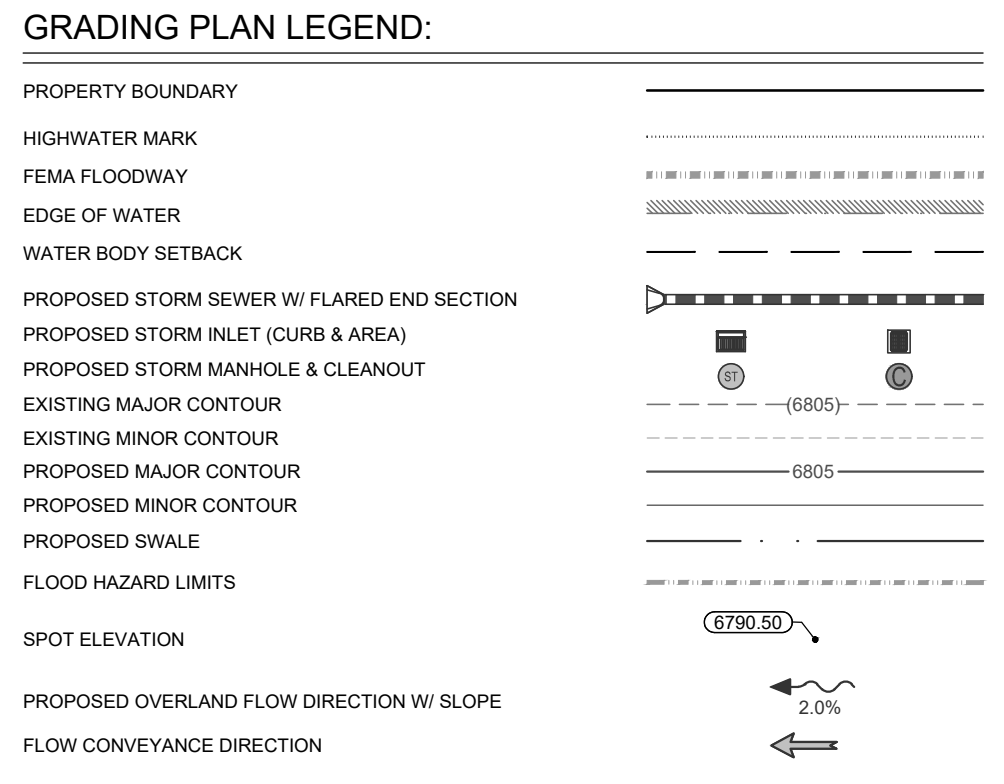 GRADING PLAN LEGEND:
PROPERTY BOUNDARY
HIGHWATER MARK
FEMA FLOODWAY
EDGE OF WATER
WATER BODY SETBACK
PROPOSED STORM SEWER W/ FLARED END SECTION
PROPOSED STORM INLET (CURB & AREA)
PROPOSED STORM MANHOLE & CLEANOUT ST C
EXISTING MAJOR CONTOUR (6805)
EXISTING MINOR CONTOUR
PROPOSED MAJOR CONTOUR 6805
PROPOSED MINOR CONTOUR
PROPOSED SWALE
FLOOD HAZARD LIMITS
6790.50
SPOT ELEVATION
PROPOSED OVERLAND FLOW DIRECTION W/ SLOPE
2.0%
FLOW CONVEYANCE DIRECTION